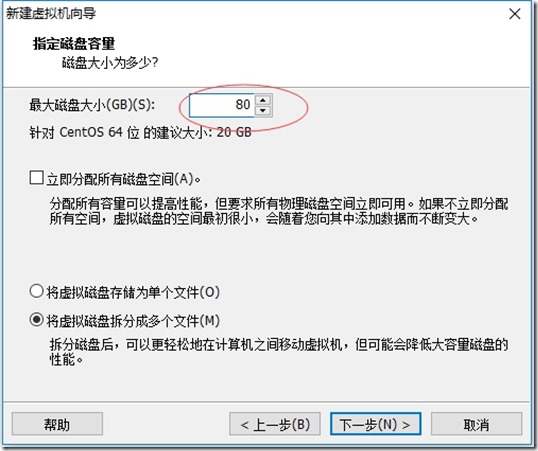 新建虚拟机向导
指定磁盘容量
磁盘大小为多少?
最大磁盘大小(GB)(S): 80
针对 CentOS 64 位 的建议大小: 20 GB
立即分配所有磁盘空间(A)。
分配所有容量可以提高性能，但要求所有物理磁盘空间立即可用。如果不立即分配
所有空间，虚拟磁盘的空间最初很小，会随着您向其中添加数据而不断变大。
将虚拟磁盘存储为单个文件(O)
将虚拟磁盘拆分成多个文件(M)
拆分磁盘后，可以更轻松地在计算机之间移动虚拟机，但可能会降低大容量磁盘的
性能。
帮助 < 上一步(B) 下一步(N) > 取消